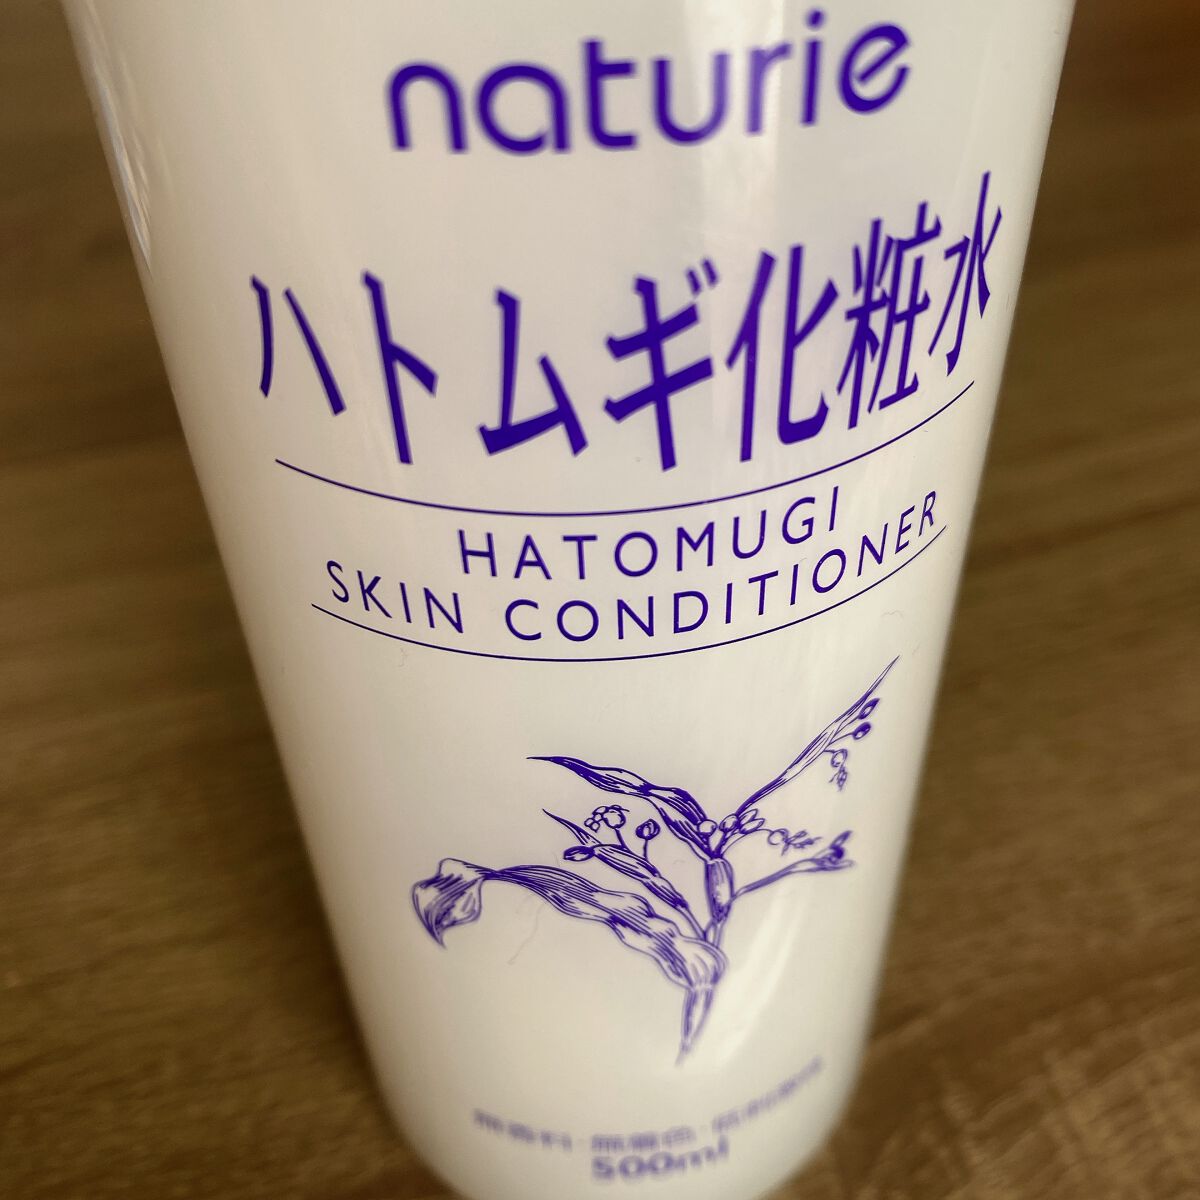 naturie
ハトムギ化粧水
HATOMUGI
SKIN CONDITIONER
500ml